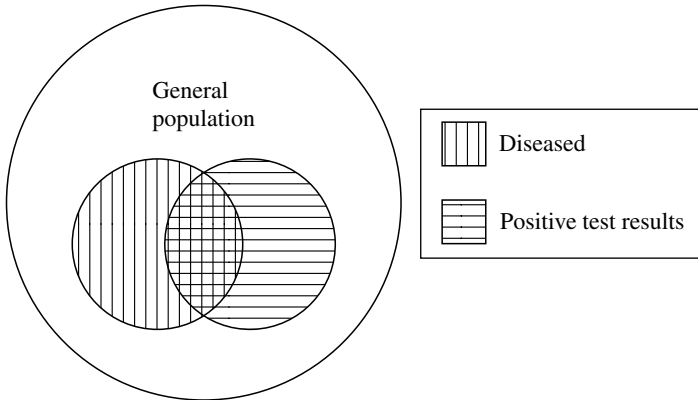 General
population
Diseased
Positive test results